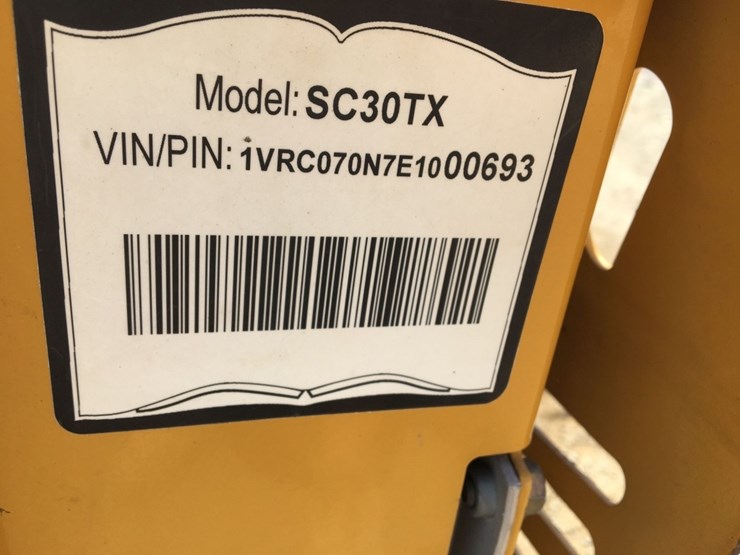 Model: SC30TX
VIN/PIN: 1VRC070N7E1000693